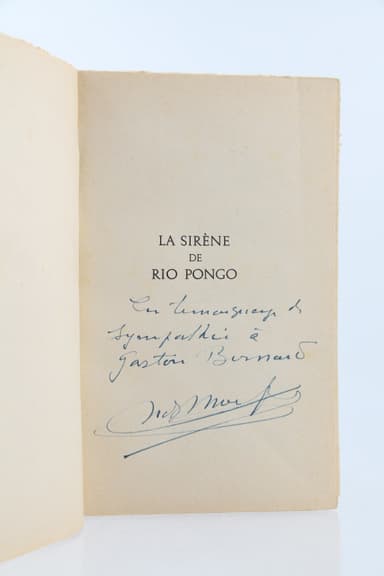 LA SIRÈNE
DE
RIO PONGO
En témoignage de
sympathie à
Gaston Bernard